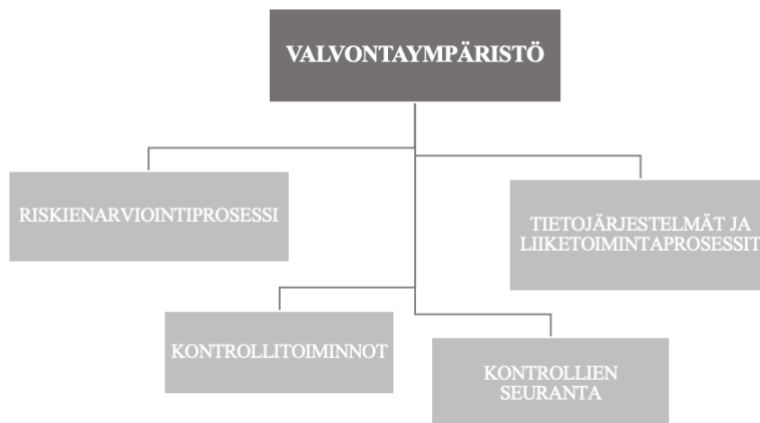 VALVONTAYMPÄRISTÖ
RISKIENARVIOINTIPROSESSI
TIETOJÄRJESTELMÄT JA
LIIKETOIMINTAPROSESSIT
KONTROLLITOIMINNOT
KONTROLLIEN
SEURANTA